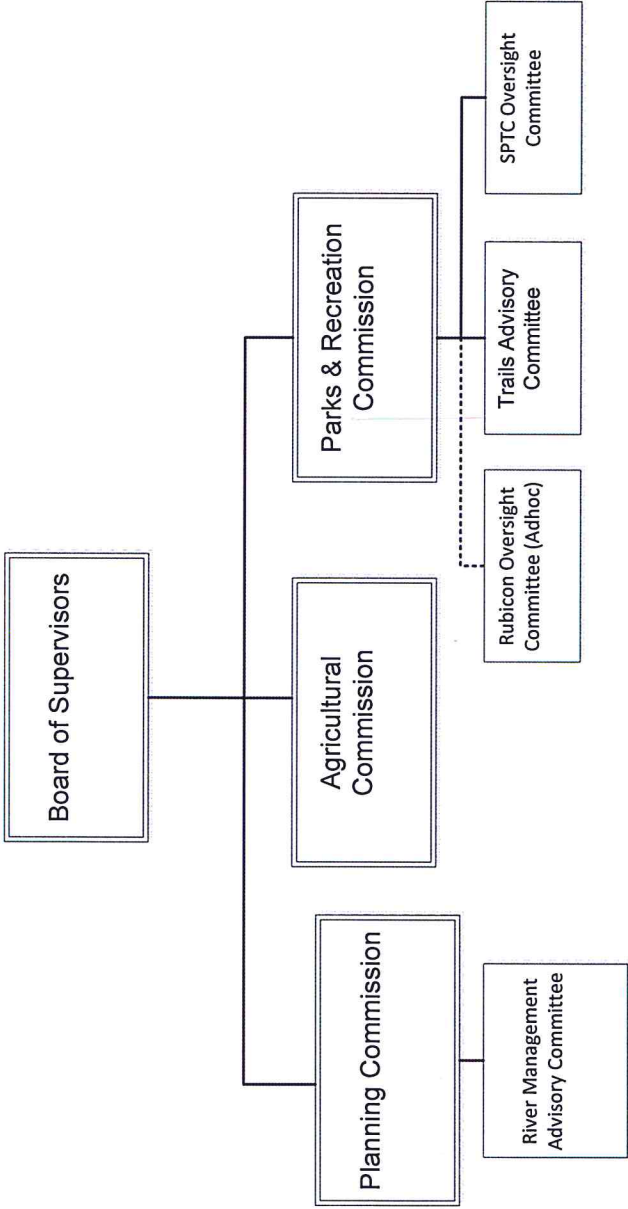 Board of Supervisors
Planning Commission
Agricultural
Commission
Parks & Recreation
Commission
River Management
Advisory Committee
Rubicon Oversight
Committee (Adhoc)
Trails Advisory
Committee
SPTC Oversight
Committee